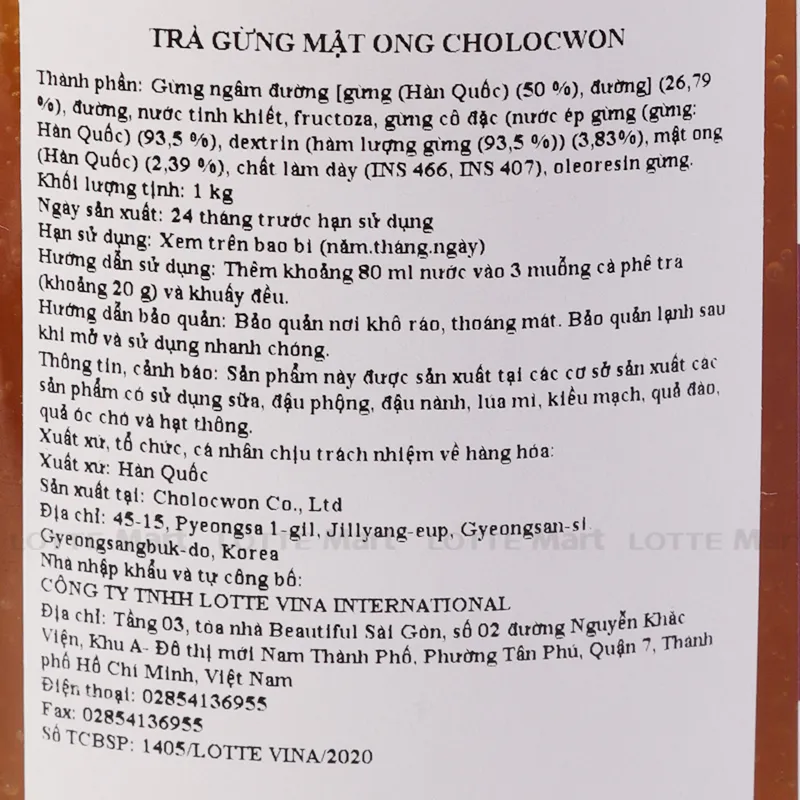 TRÀ GỪNG MẬT ONG CHOLOCWON
Thành phần: Gừng ngâm đường [gừng (Hàn Quốc) (50 %), đường] (26,79
%), đường, nước tinh khiết, fructoza, gừng cô đặc (nước ép gừng (gừng:
Hàn Quốc) (93,5 %), dextrin (hàm lượng gừng (93,5 %)) (3,83%), mật ong
(Hàn Quốc) (2,39 %), chất làm dày (INS 466, INS 407), oleoresin gừng.
Khối lượng tịnh: 1 kg
Ngày sản xuất: 24 tháng trước hạn sử dụng
Hạn sử dụng: Xem trên bao bì (năm.tháng.ngày)
Hướng dẫn sử dụng: Thêm khoảng 80 ml nước vào 3 muỗng cà phê trà
(khoảng 20 g) và khuấy đều.
Hướng dẫn bảo quản: Bảo quản nơi khô ráo, thoáng mát. Bảo quản lạnh sau
khi mở và sử dụng nhanh chóng.
Thông tin, cảnh báo: Sản phẩm này được sản xuất tại các cơ sở sản xuất các
sản phẩm có sử dụng sữa, đậu phộng, đậu nành, lúa mì, kiều mạch, quả đào,
quả óc chó và hạt thông.
Xuất xứ, tổ chức, cá nhân chịu trách nhiệm về hàng hóa:
Xuất xứ: Hàn Quốc
Sản xuất tại: Cholocwon Co., Ltd
Địa chỉ: 45-15, Pyeongsa 1-gil, Jillyang-eup, Gyeongsan-si
Gyeongsangbuk-do, Korea
LOTTE Mart LOTTE Mart LOTTE Mart LOTTE Mart
Nhà nhập khẩu và tự công bố:
CÔNG TY TNHH LOTTE VINA INTERNATIONAL
Địa chỉ: Tầng 03, tòa nhà Beautiful Sài Gòn, số 02 đường Nguyễn Khắc
Viện, Khu A- Đô thị mới Nam Thành Phố, Phường Tân Phú, Quận 7, Thành
phố Hồ Chí Minh, Việt Nam
Điện thoại: 02854136955
Fax: 02854136955
Số TCBSP: 1405/LOTTE VINA/2020